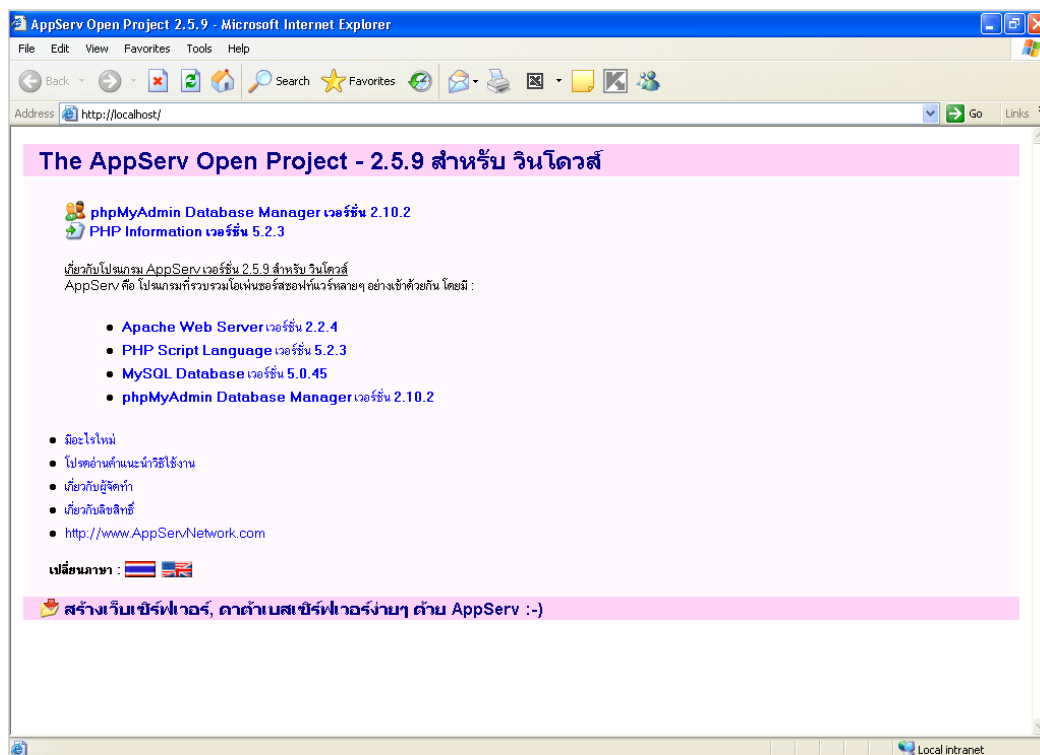 AppServ Open Project 2.5.9 - Microsoft Internet Explorer
File Edit View Favorites Tools Help
Back Search Favorites
Address http://localhost/ Go Links
The AppServ Open Project - 2.5.9 สำหรับ วินโดวส์
phpMyAdmin Database Manager เวอร์ชั่น 2.10.2
PHP Information เวอร์ชั่น 5.2.3
เกี่ยวกับโปรแกรม AppServ เวอร์ชั่น 2.5.9 สำหรับ วินโดวส์
AppServ คือ โปรแกรมที่รวบรวมโอเพ่นซอร์สซอฟท์แวร์หลายๆ อย่างเข้าด้วยกัน โดยมี :
Apache Web Server เวอร์ชั่น 2.2.4
PHP Script Language เวอร์ชั่น 5.2.3
MySQL Database เวอร์ชั่น 5.0.45
phpMyAdmin Database Manager เวอร์ชั่น 2.10.2
มีอะไรใหม่
โปรดอ่านคำแนะนำวิธีใช้งาน
เกี่ยวกับผู้จัดทำ
เกี่ยวกับลิขสิทธิ์
http://www.AppServNetwork.com
เปลี่ยนภาษา :
สร้างเว็บเซิร์ฟเวอร์, ดาต้าเบสเซิร์ฟเวอร์ง่ายๆ ด้วย AppServ :-)
Local intranet